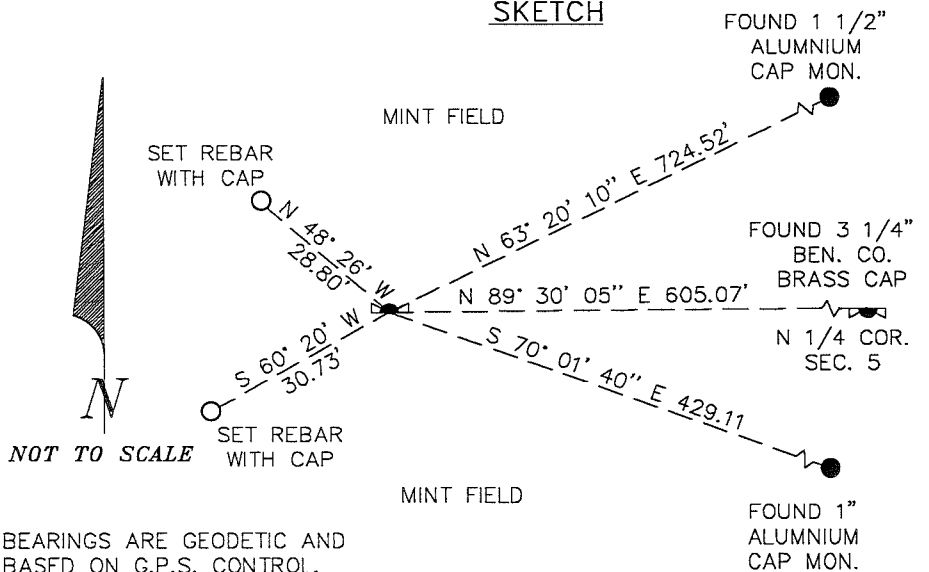 SKETCH
FOUND 1 1/2"
ALUMNIUM
CAP MON.
MINT FIELD
SET REBAR
WITH CAP
N 63° 20' 10" E 724.52'
N 48° 26' W
28.80'
FOUND 3 1/4"
BEN. CO.
BRASS CAP
N 89° 30' 05" E 605.07'
N 1/4 COR.
SEC. 5
S 70° 01' 40" E 429.11
S 60° 20' W
30.73'
N
NOT TO SCALE
SET REBAR
WITH CAP
MINT FIELD
FOUND 1"
ALUMNIUM
CAP MON.
BEARINGS ARE GEODETIC AND
BASED ON G.P.S. CONTROL.